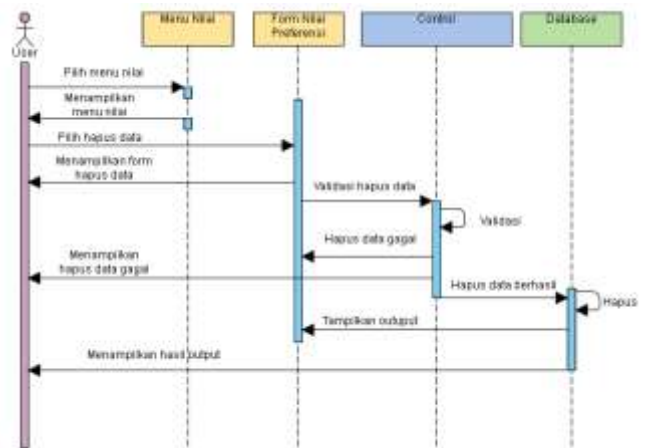 Menu Nilai
Form Nilai
Preferensi
Control
Database
User
Pilih menu nilai
Menampilkan
menu nilai
Pilih hapus data
Menampilkan form
hapus data
Validasi hapus data
Validasi
Hapus data gagal
Menampilkan
hapus data gagal
Hapus data berhasil
Hapus
Tampilkan outuput
Menampilkan hasil output